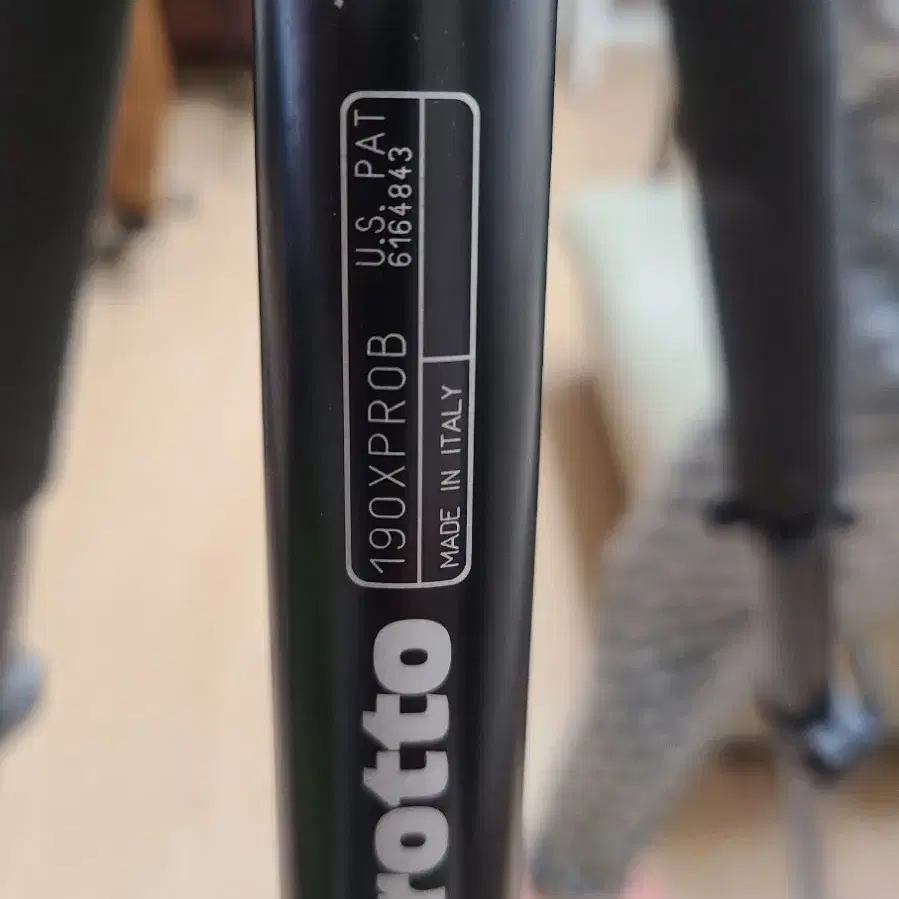 190XPROB
U.S. PAT
6164843
MADE IN ITALY
rotto